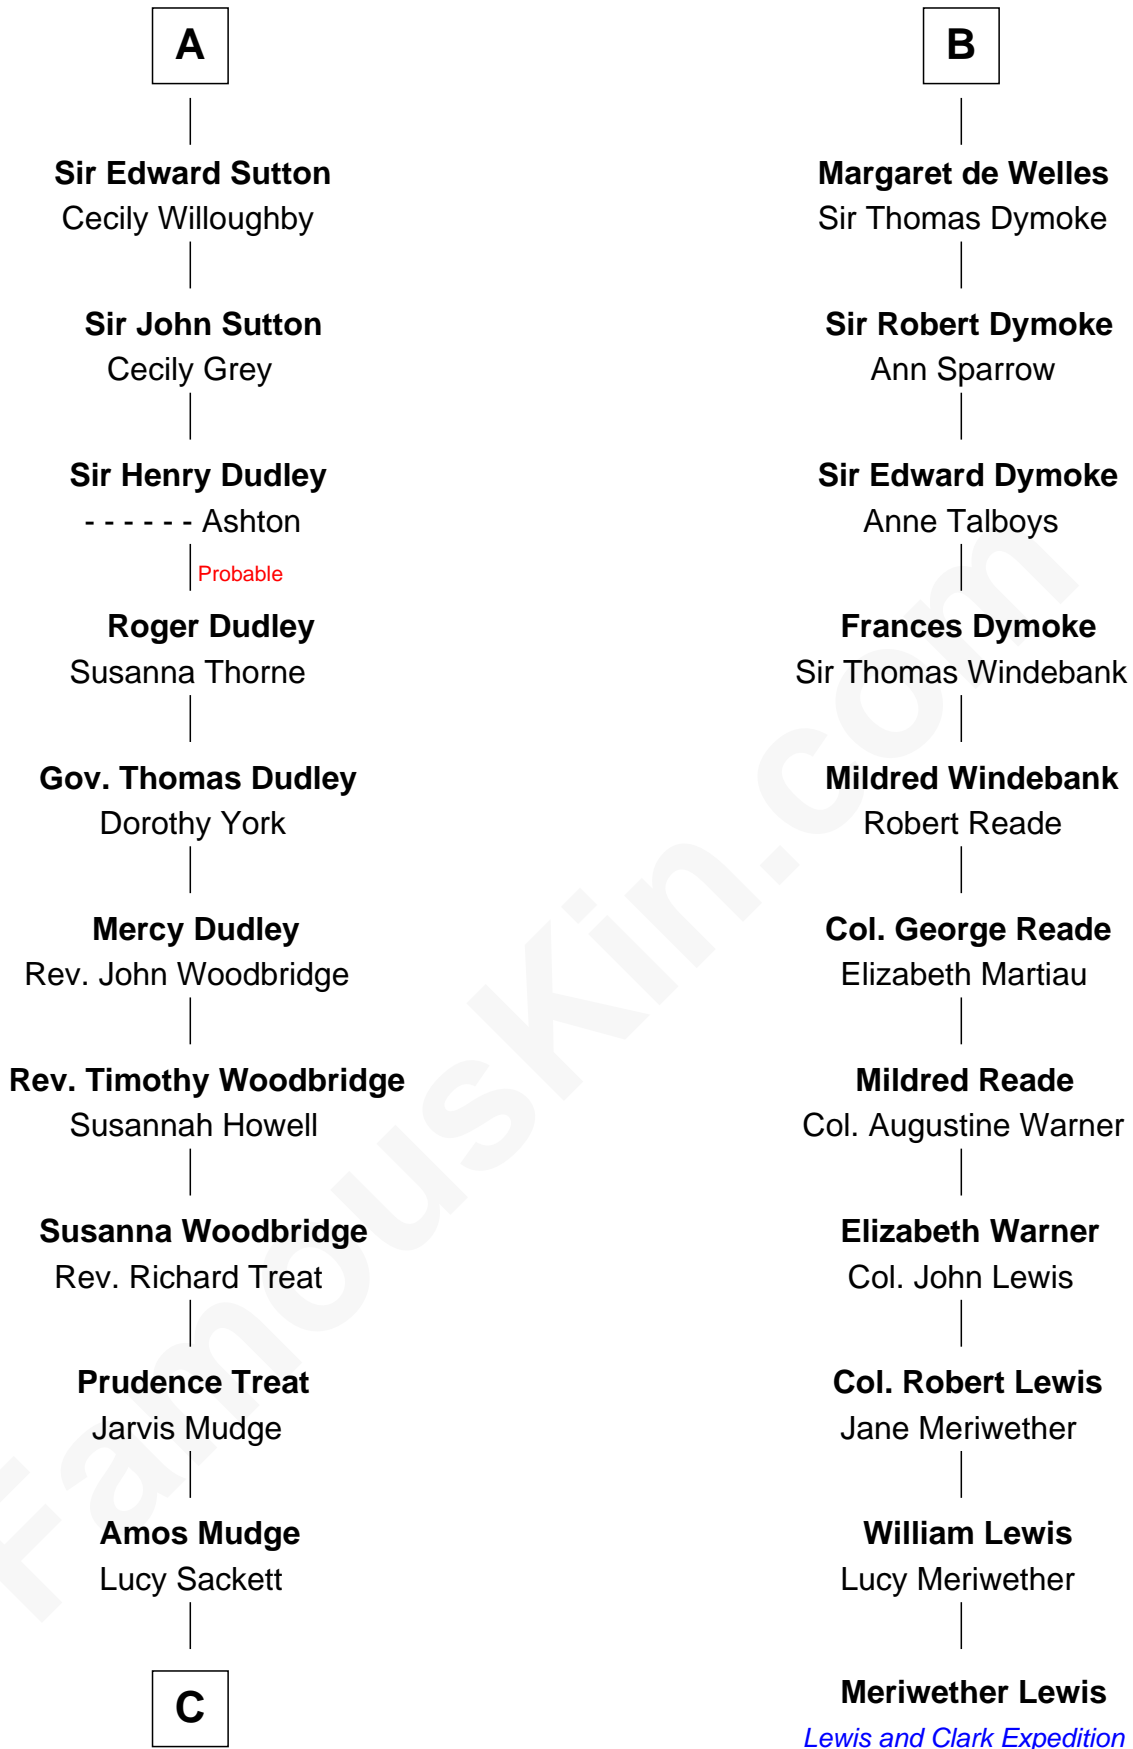 A
Sir Edward Sutton
Cecily Willoughby
Sir John Sutton
Cecily Grey
Sir Henry Dudley
- - - - - - Ashton
Probable
Roger Dudley
Susanna Thorne
Gov. Thomas Dudley
Dorothy York
Mercy Dudley
Rev. John Woodbridge
Rev. Timothy Woodbridge
Susannah Howell
Susanna Woodbridge
Rev. Richard Treat
Prudence Treat
Jarvis Mudge
Amos Mudge
Lucy Sackett
C
B
Margaret de Welles
Sir Thomas Dymoke
Sir Robert Dymoke
Ann Sparrow
Sir Edward Dymoke
Anne Talboys
Frances Dymoke
Sir Thomas Windebank
Mildred Windebank
Robert Reade
Col. George Reade
Elizabeth Martiau
Mildred Reade
Col. Augustine Warner
Elizabeth Warner
Col. John Lewis
Col. Robert Lewis
Jane Meriwether
William Lewis
Lucy Meriwether
Meriwether Lewis
Lewis and Clark Expedition
FamousKin.com